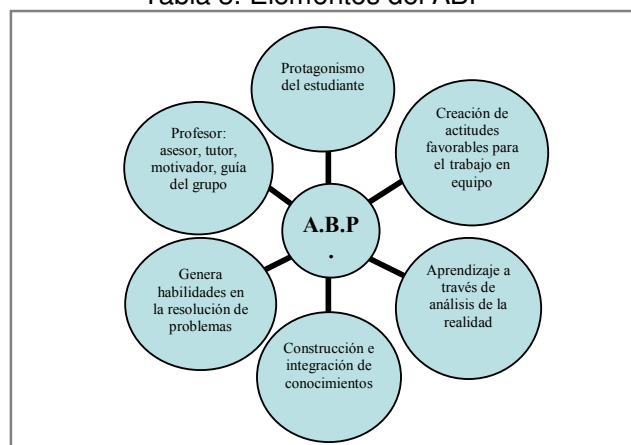 Tabla 3: Elementos del ABP
Protagonismo
del estudiante
Creación de
actitudes
favorables para
el trabajo en
equipo
Aprendizaje a
través de
análisis de la
realidad
Construcción e
integración de
conocimientos
Genera
habilidades en
la resolución de
problemas
Profesor:
asesor, tutor,
motivador, guía
del grupo
A.B.P
.